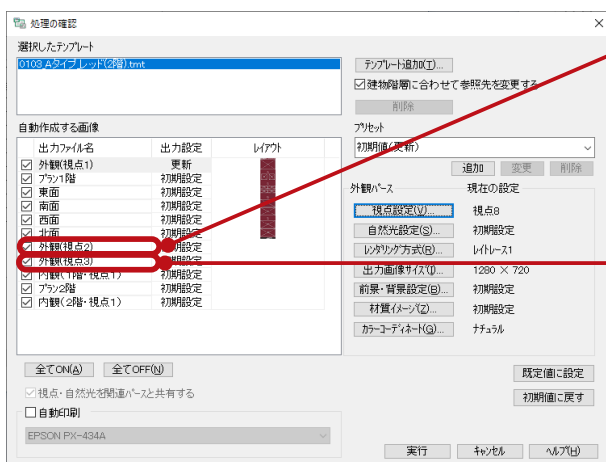 処理の確認
選択したテンプレート
0103 Aタイプ_レッド(2階).tmt
テンプレート追加(T)...
建物階層に合わせて参照先を変更する
削除
自動作成する画像
プリセット
初期値(更新)
追加 変更 削除
出力ファイル名 出力設定 レイアウト
外観(視点1) 更新
プラン1階 初期設定
東面 初期設定
南面 初期設定
西面 初期設定
北面 初期設定
外観(視点2) 初期設定
外観(視点3) 初期設定
内観(1階・視点1) 初期設定
プラン2階 初期設定
内観(2階・視点1) 初期設定
外観パース 現在の設定
視点設定(V)... 視点8
自然光設定(S)... 初期設定
レンダリング方式(R)... レイトレース1
出力画像サイズ(I)... 1280 × 720
前景・背景設定(B)... 初期設定
材質イメージ(Z)... 初期設定
カラーコーディネート(G)... ナチュラル
全てON(A) 全てOFF(N)
既定値に設定
視点・自然光を関連パースと共有する
初期値に戻す
自動印刷
EPSON PX-434A
実行 キャンセル ヘルプ(H)